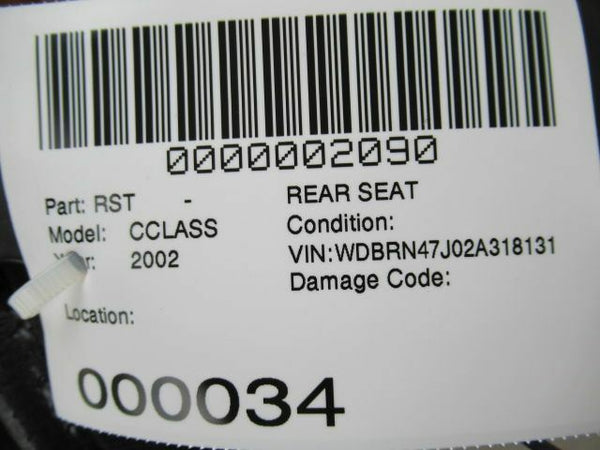 0000002090
Part: RST - REAR SEAT
Model: CCLASS Condition:
2002 VIN:WDBRN47J02A318131
Damage Code:
Location:
000034